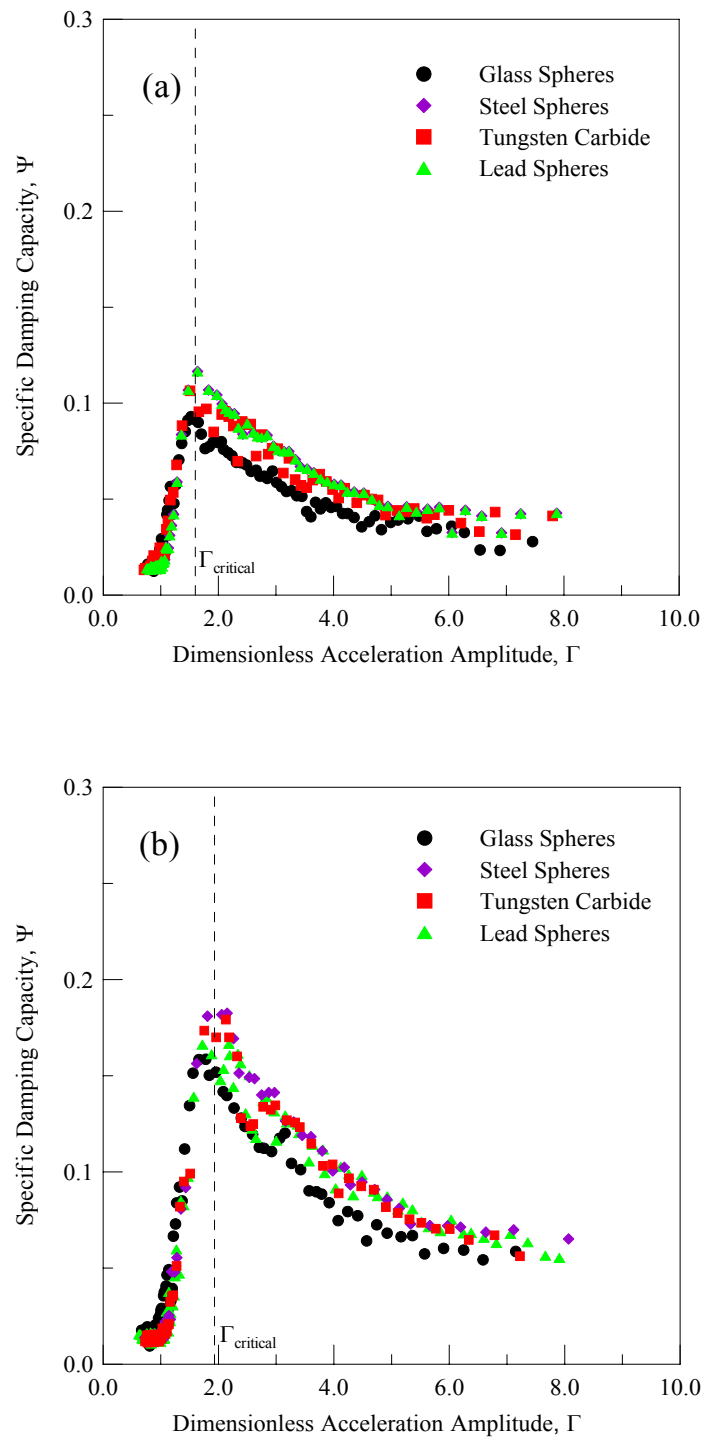 0.3
(a)
Glass Spheres
Steel Spheres
Tungsten Carbide
Lead Spheres
0.2
Specific Damping Capacity, Ψ
0.1
Γcritical
0.0
0.0 2.0 4.0 6.0 8.0 10.0
Dimensionless Acceleration Amplitude, Γ
0.3
(b)
Glass Spheres
Steel Spheres
Tungsten Carbide
Lead Spheres
0.2
Specific Damping Capacity, Ψ
0.1
Γcritical
0.0
0.0 2.0 4.0 6.0 8.0 10.0
Dimensionless Acceleration Amplitude, Γ